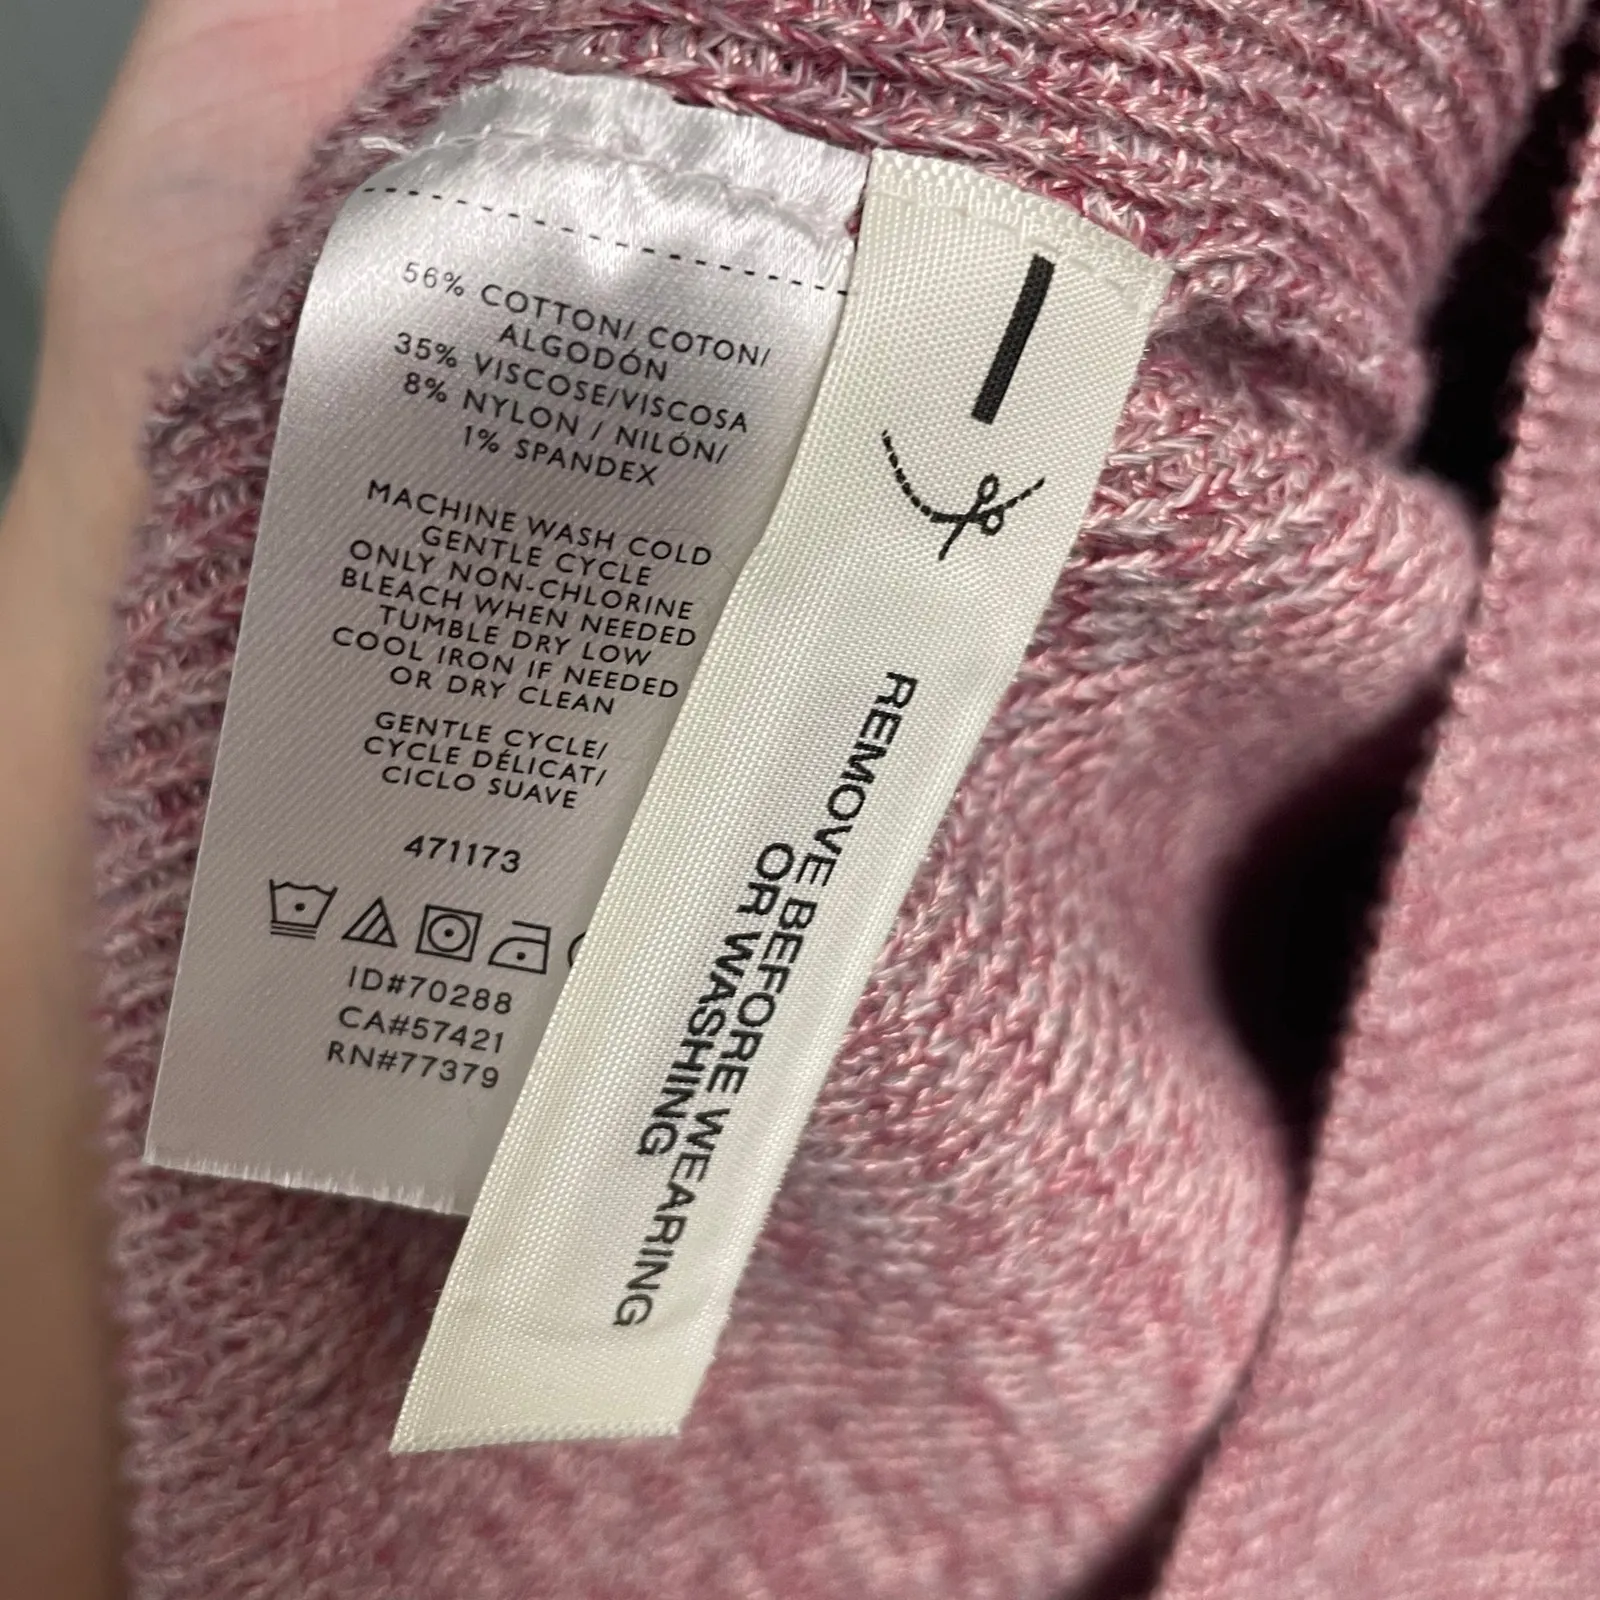 56% COTTON/ COTON/
ALGODÓN
35% VISCOSE/VISCOSA
8% NYLON / NILÓN/
1% SPANDEX
MACHINE WASH COLD
GENTLE CYCLE
ONLY NON-CHLORINE
BLEACH WHEN NEEDED
TUMBLE DRY LOW
COOL IRON IF NEEDED
OR DRY CLEAN
GENTLE CYCLE/
CYCLE DÉLICAT/
CICLO SUAVE
471173
ID#70288
CA#57421
RN#77379
REMOVE BEFORE WEARING
OR WASHING